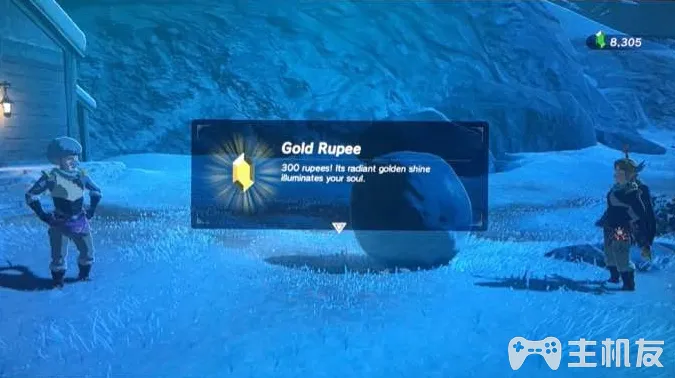 8,305
Gold Rupee
300 rupees! Its radiant golden shine
illuminates your soul.
主机友